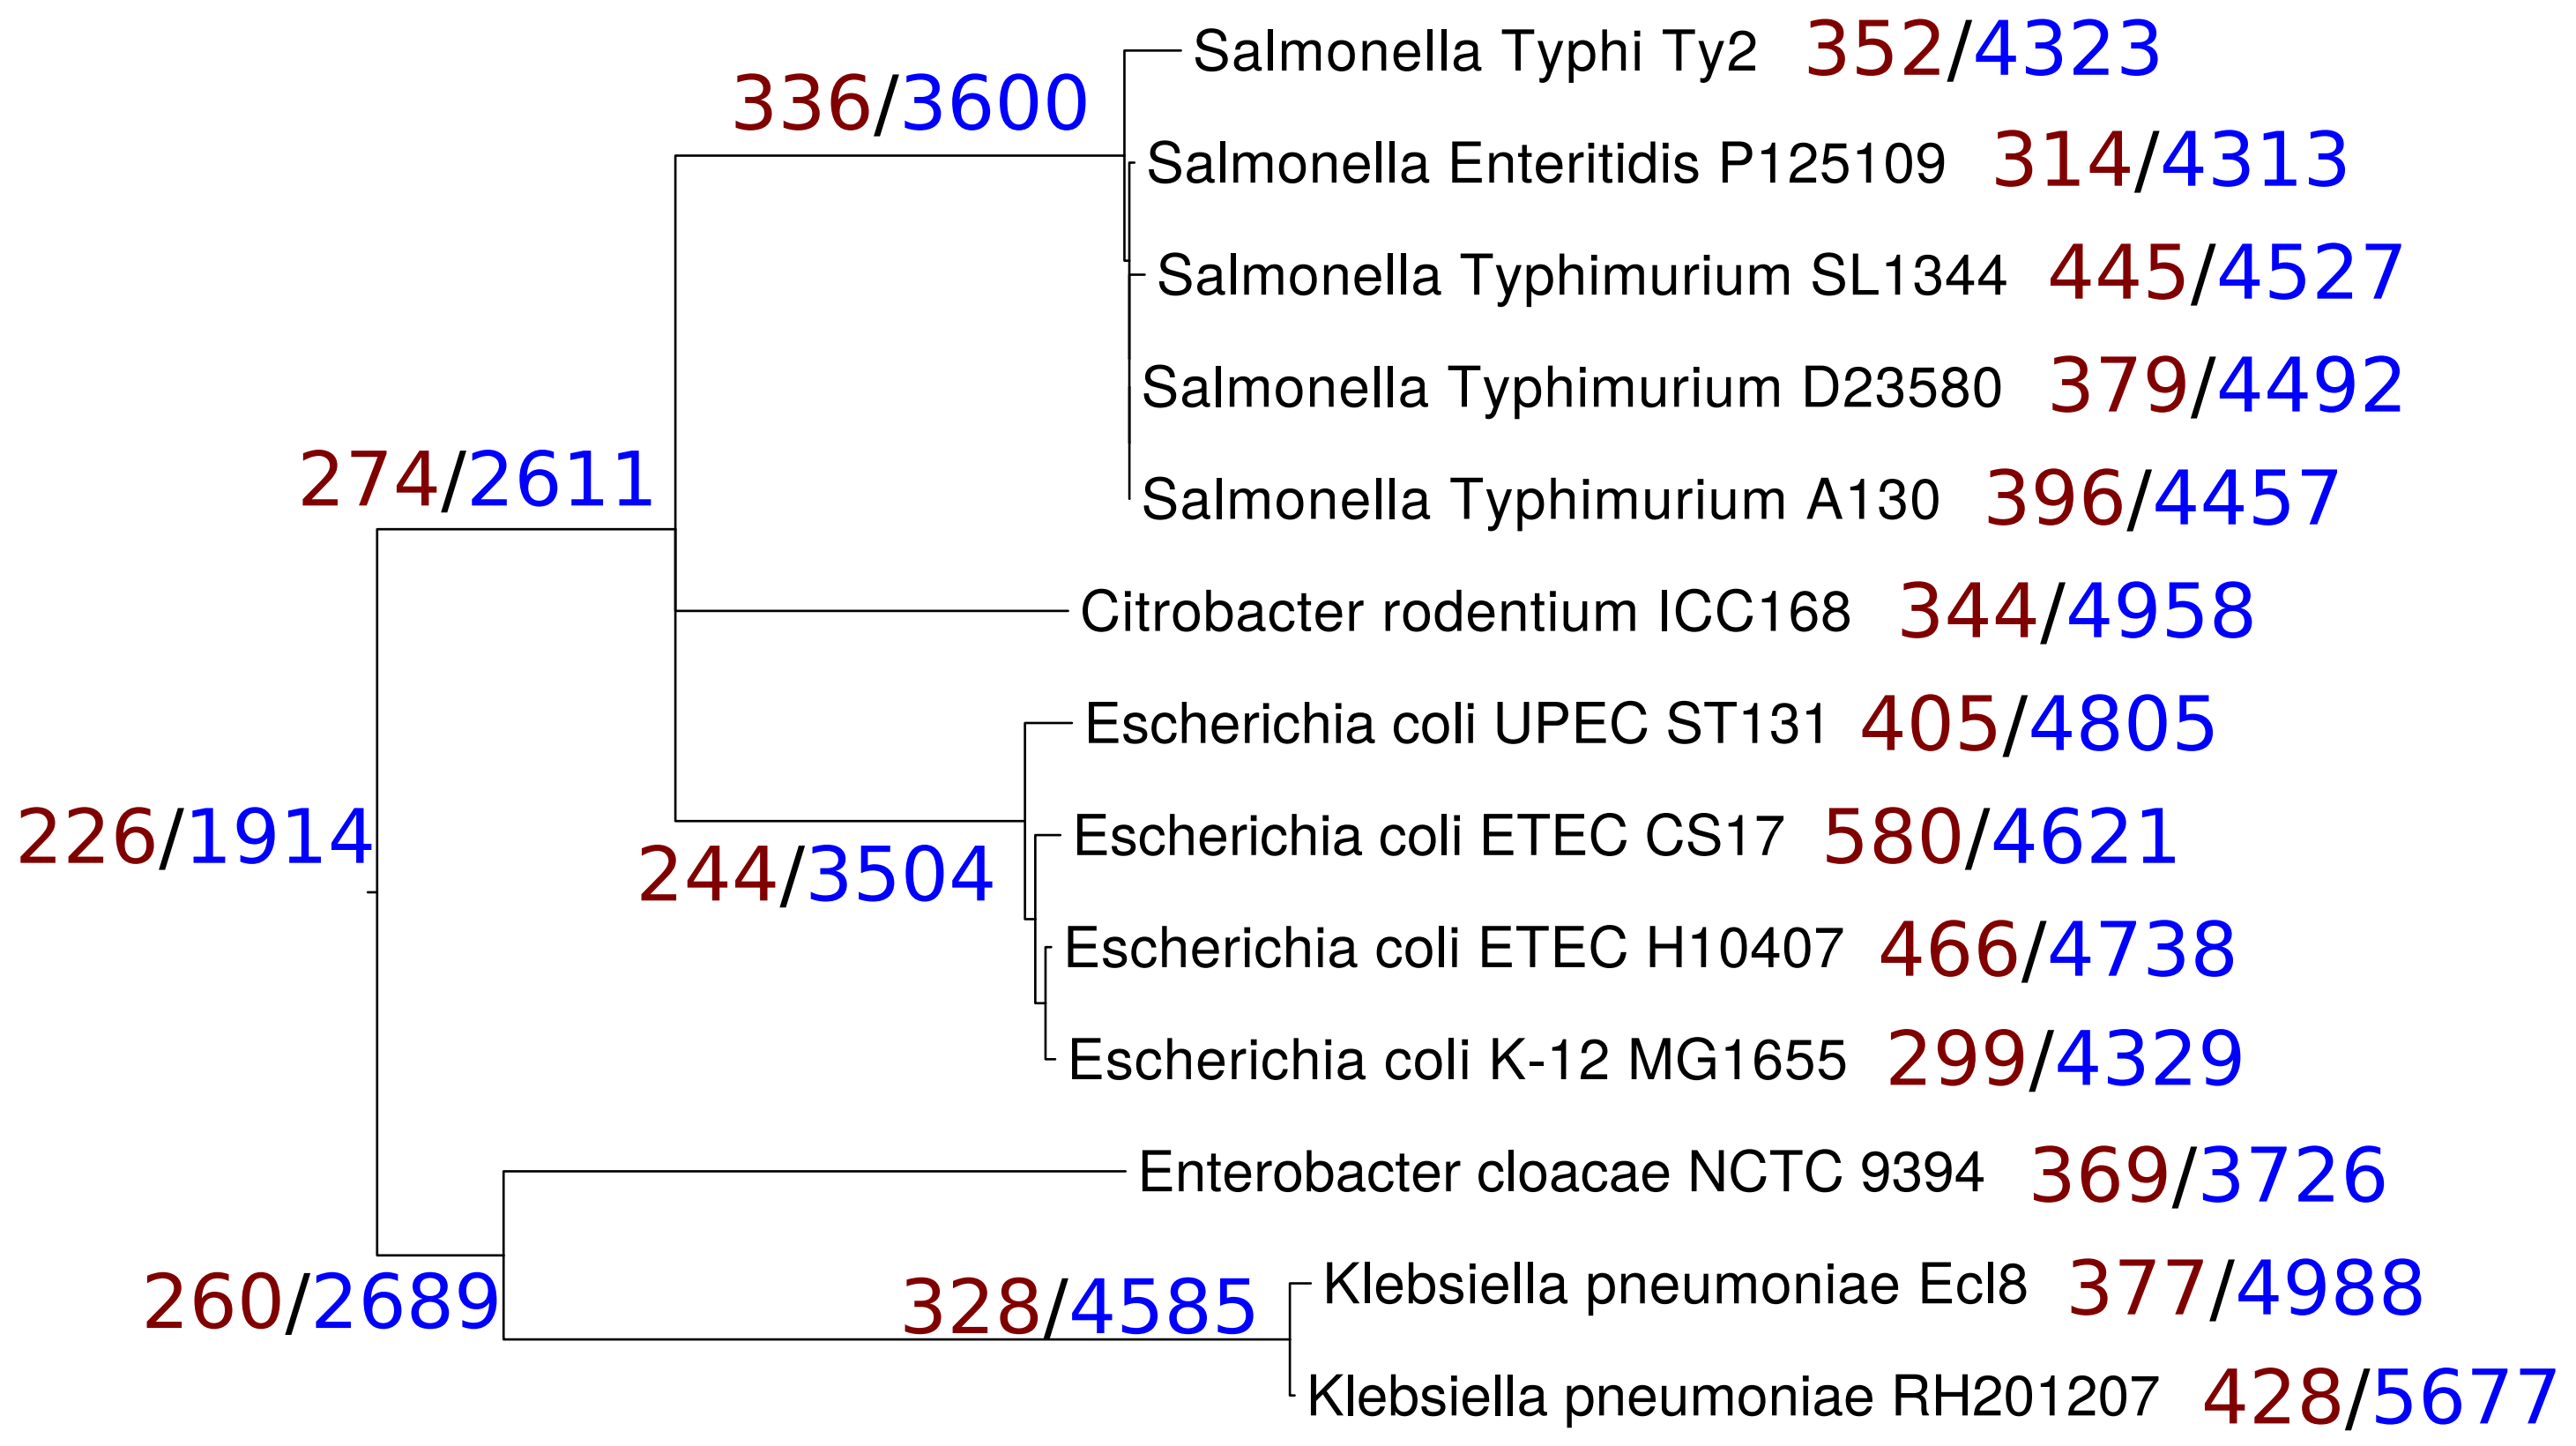 Salmonella Typhi Ty2 352/4323
336/3600
Salmonella Enteritidis P125109 314/4313
Salmonella Typhimurium SL1344 445/4527
Salmonella Typhimurium D23580 379/4492
274/2611
Salmonella Typhimurium A130 396/4457
Citrobacter rodentium ICC168 344/4958
Escherichia coli UPEC ST131 405/4805
226/1914
Escherichia coli ETEC CS17 580/4621
244/3504
Escherichia coli ETEC H10407 466/4738
Escherichia coli K-12 MG1655 299/4329
Enterobacter cloacae NCTC 9394 369/3726
260/2689
328/4585
Klebsiella pneumoniae Ecl8 377/4988
Klebsiella pneumoniae RH201207 428/5677